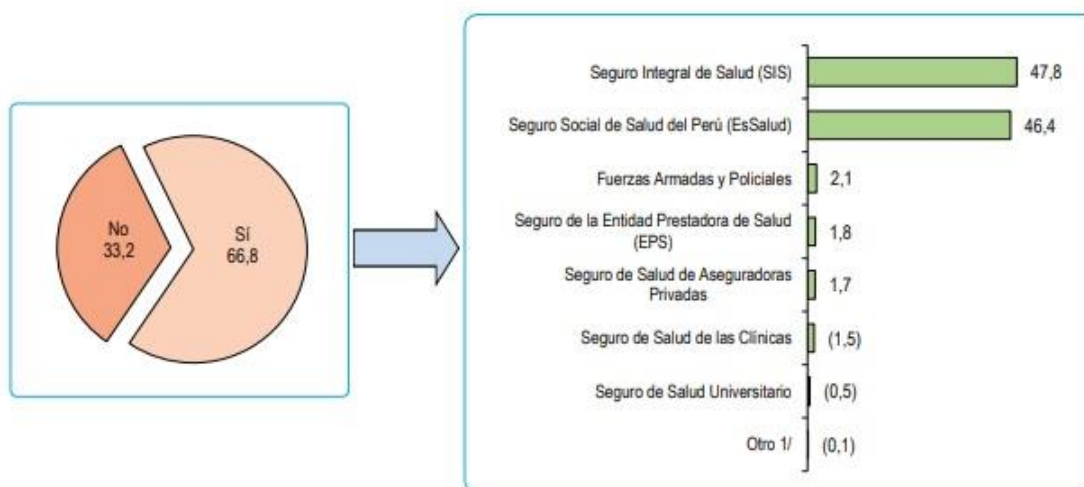 No
33,2
Sí
66,8
Seguro Integral de Salud (SIS)
47,8
Seguro Social de Salud del Perú (EsSalud)
46,4
Fuerzas Armadas y Policiales
2,1
Seguro de la Entidad Prestadora de Salud
(EPS)
1,8
Seguro de Salud de Aseguradoras
Privadas
1,7
Seguro de Salud de las Clínicas
(1,5)
Seguro de Salud Universitario
(0,5)
Otro 1/
(0,1)